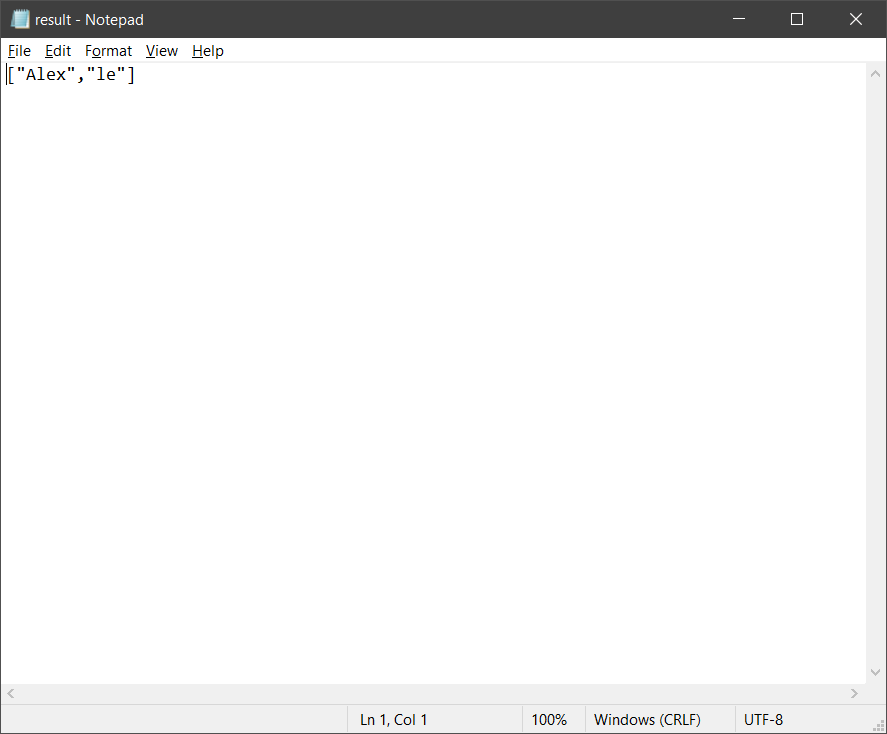 result - Notepad
File Edit Format View Help
["Alex","le"]
Ln 1, Col 1 100% Windows (CRLF) UTF-8